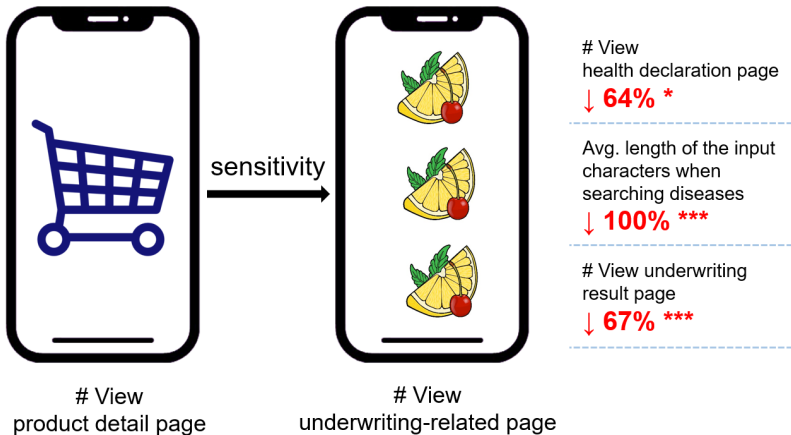 sensitivity
# View
product detail page
# View
underwriting-related page
# View
health declaration page
↓ 64% *
Avg. length of the input
characters when
searching diseases
↓ 100% ***
# View underwriting
result page
↓ 67% ***